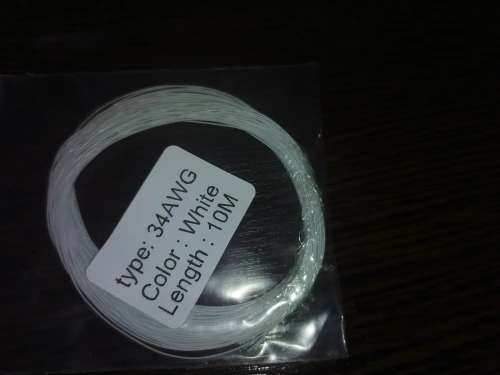 type: 34AWG
Color : White
Length : 10M